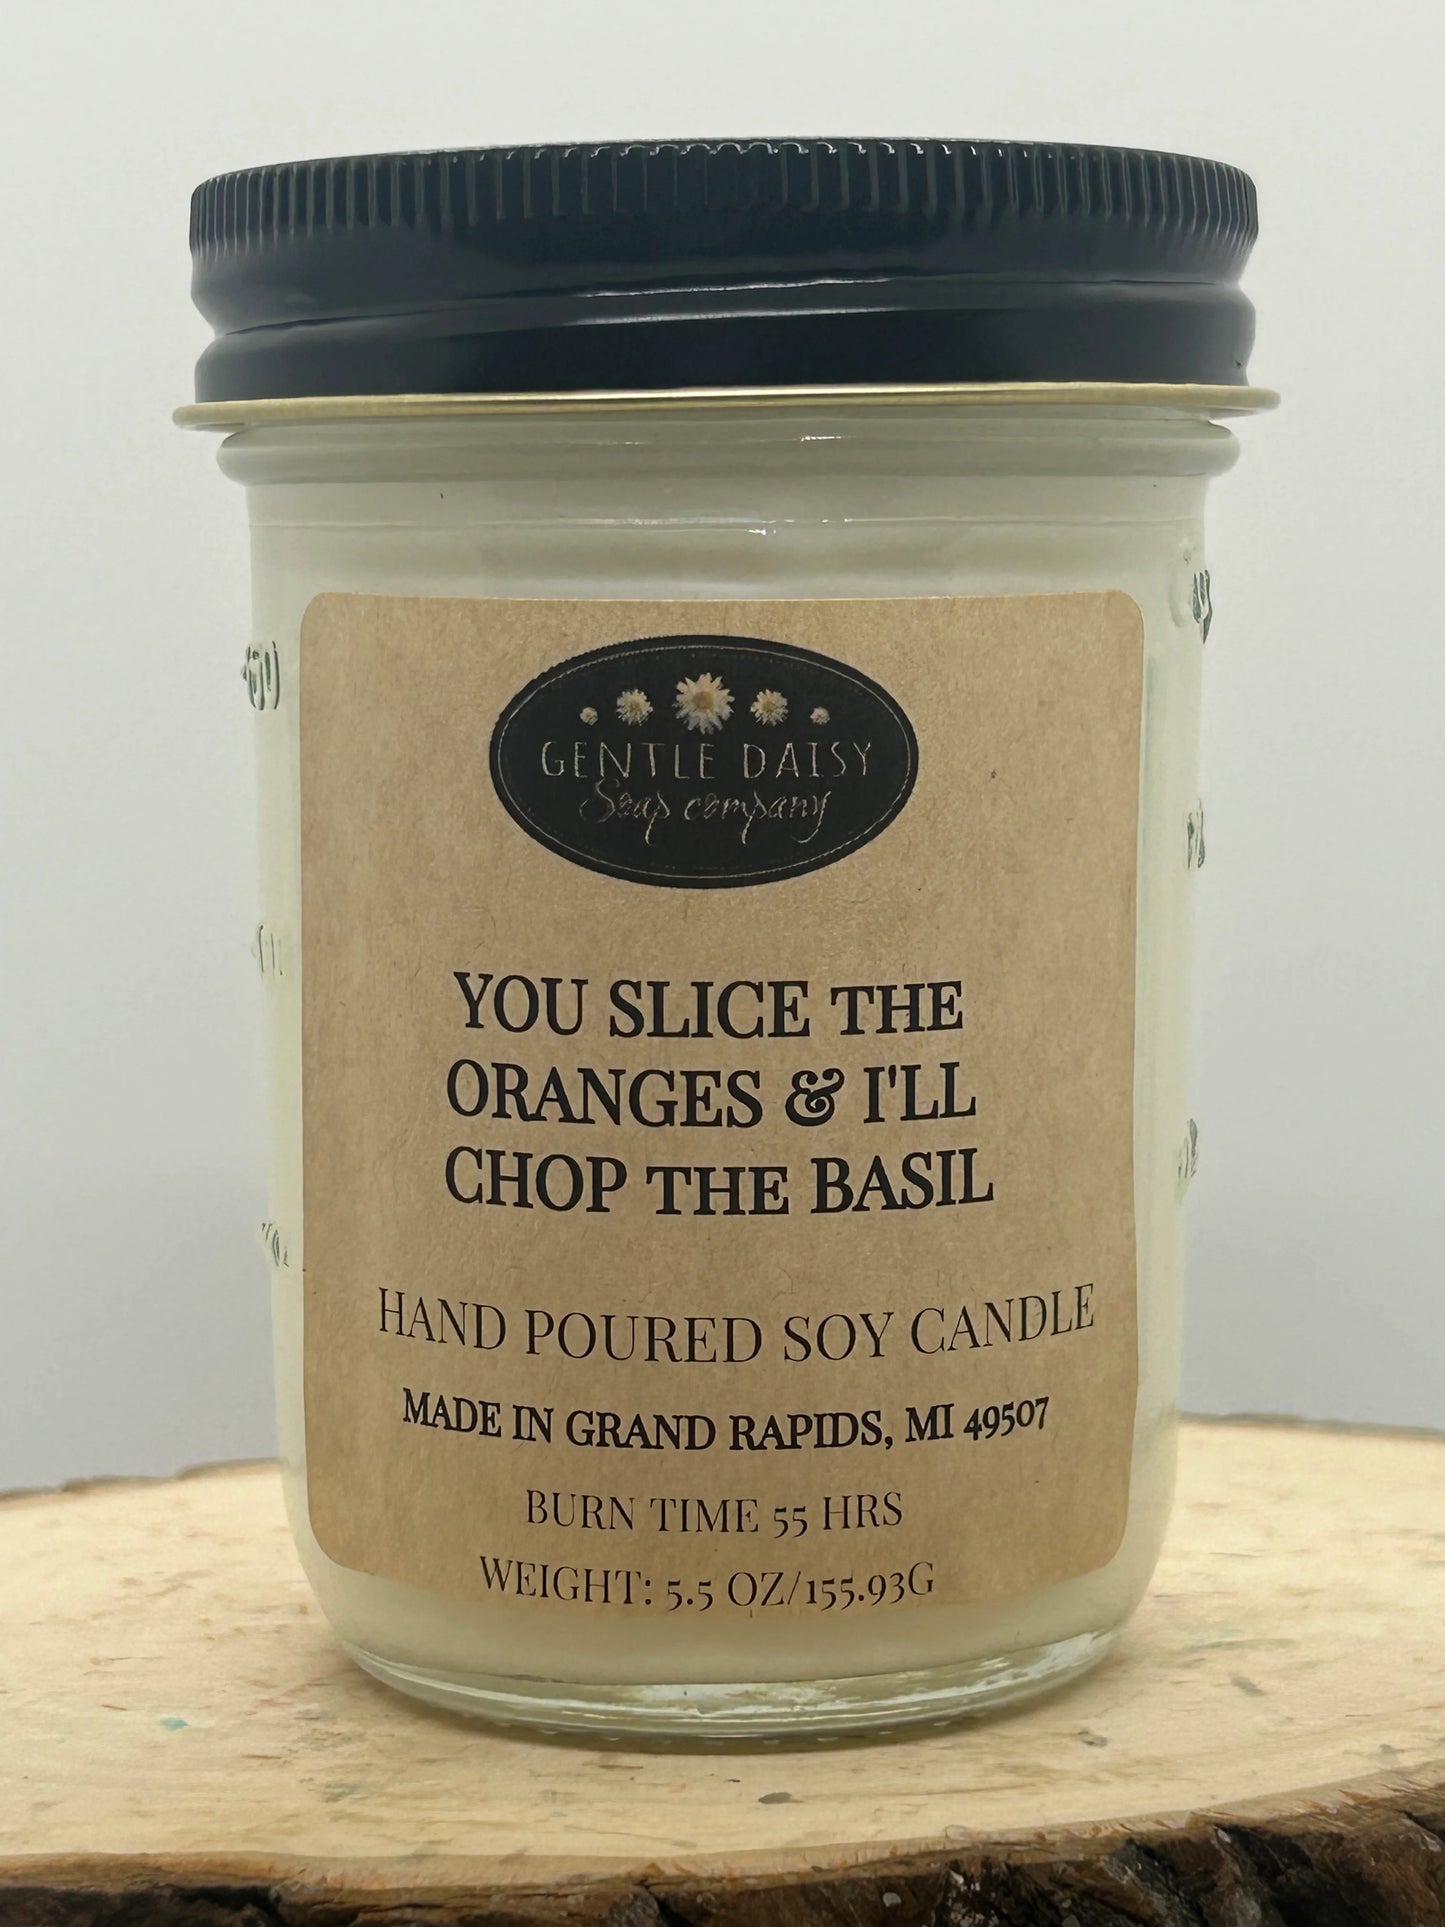 GENTLE DAISY
Soap company
YOU SLICE THE
ORANGES & I'LL
CHOP THE BASIL
HAND POURED SOY CANDLE
MADE IN GRAND RAPIDS, MI 49507
BURN TIME 55 HRS
WEIGHT: 5.5 OZ/155.93G